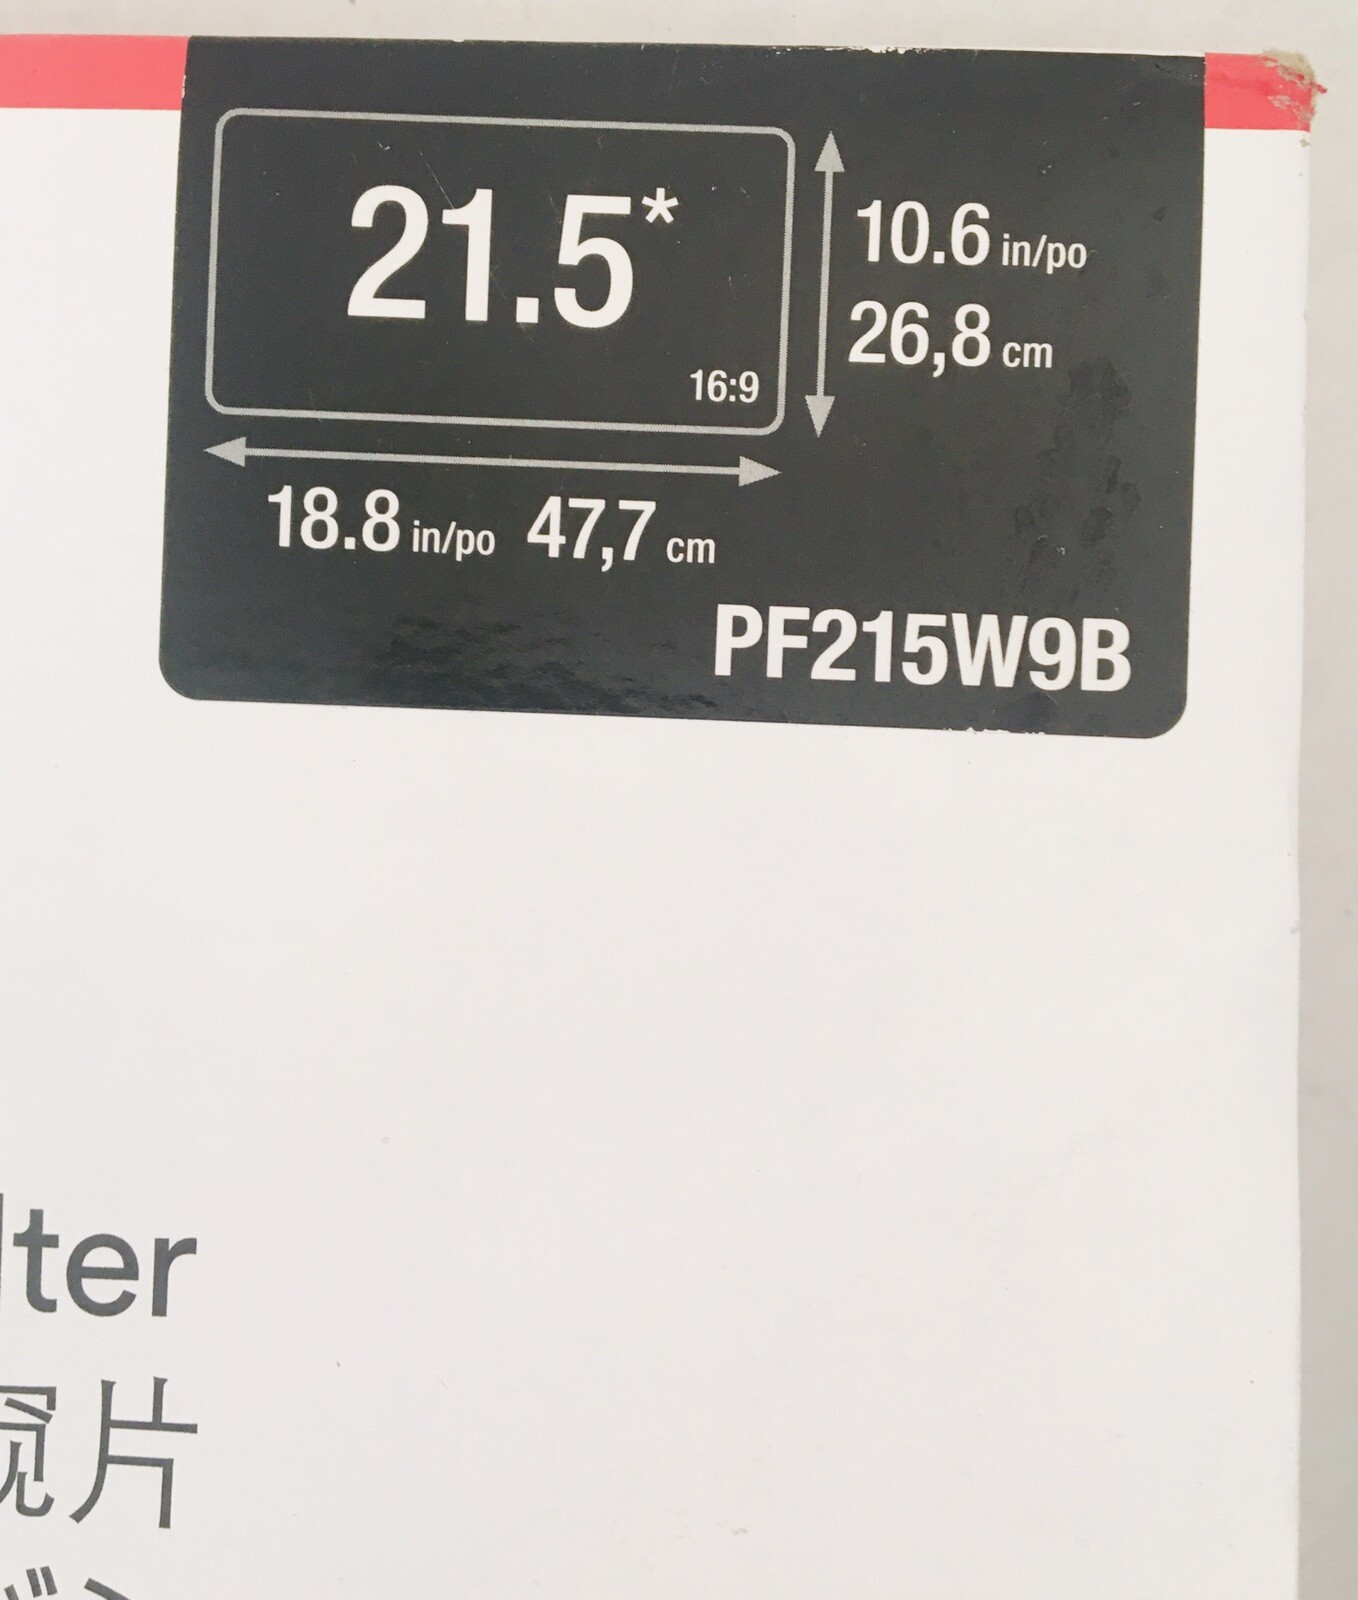 21.5*
16:9
10.6 in/po
26,8 cm
18.8 in/po 47,7 cm
PF215W9B
lter
片